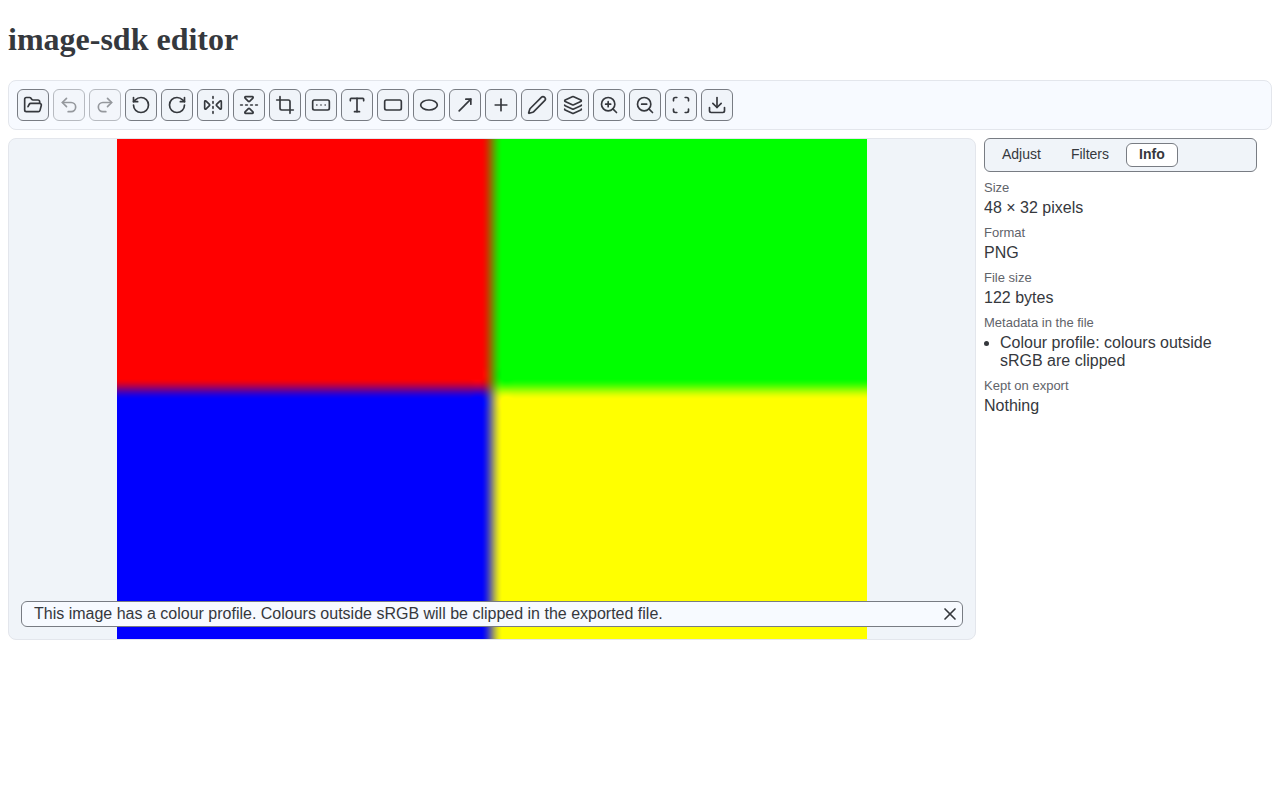 image-sdk editor
Adjust Filters Info
Size
48 × 32 pixels
Format
PNG
File size
122 bytes
Metadata in the file
Colour profile: colours outside
sRGB are clipped
Kept on export
Nothing
This image has a colour profile. Colours outside sRGB will be clipped in the exported file.